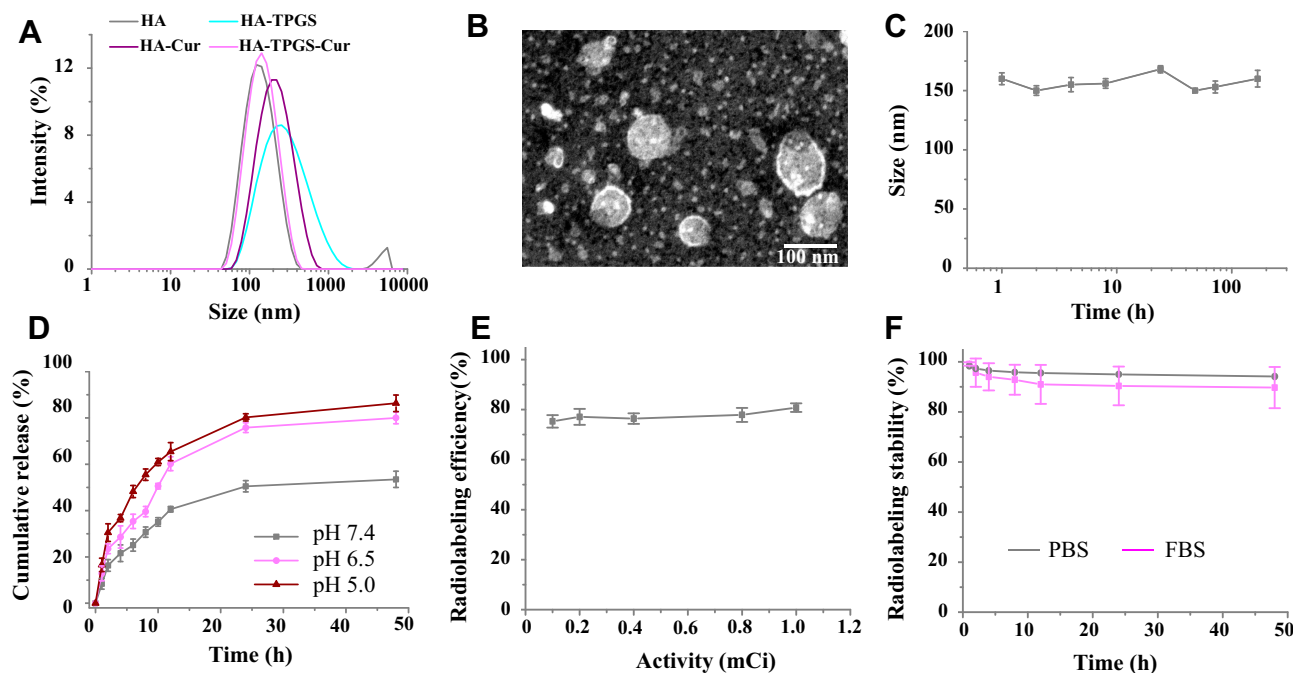 A
HA
HA-TPGS
HA-Cur
HA-TPGS-Cur
Intensity (%)
12
8
4
0
1
10
100
1000
10000
Size (nm)
B
100 nm
C
Size (nm)
200
150
100
50
0
1
10
100
Time (h)
D
Cumulative release (%)
100
80
60
40
20
0
0
10
20
30
40
50
pH 7.4
pH 6.5
pH 5.0
Time (h)
E
Radiolabeling efficiency(%)
100
80
60
40
20
0
0.2
0.4
0.6
0.8
1.0
1.2
Activity (mCi)
F
Radiolabeling stability (%)
100
80
60
40
20
0
0
10
20
30
40
50
PBS
FBS
Time (h)